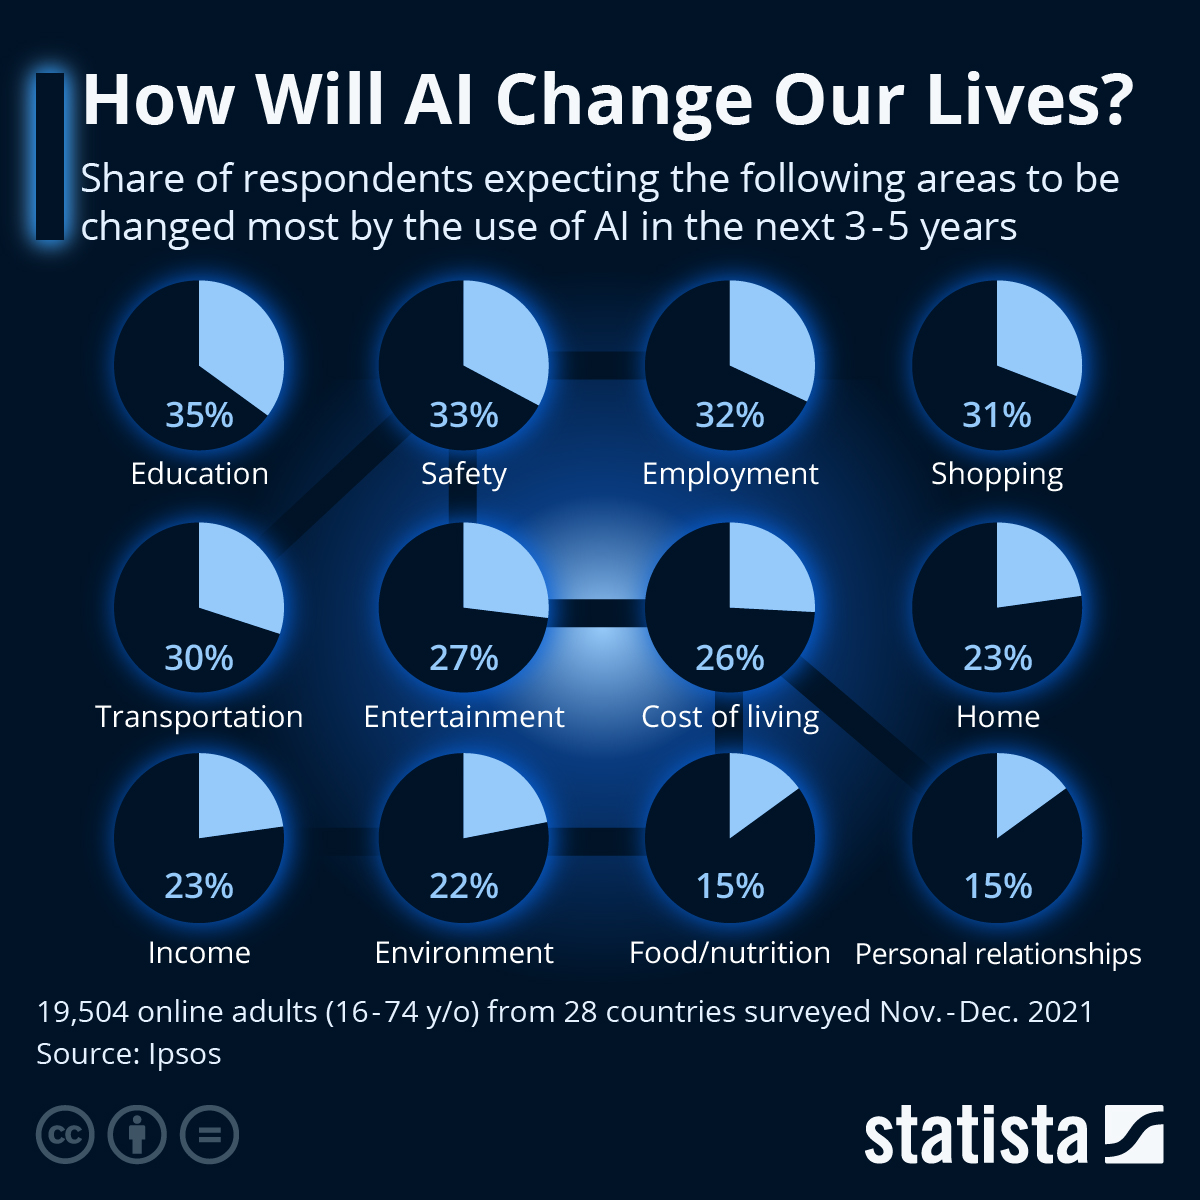 How Will AI Change Our Lives?
Share of respondents expecting the following areas to be
changed most by the use of AI in the next 3-5 years
35% 33% 32% 31%
Education Safety Employment Shopping
30% 27% 26% 23%
Transportation Entertainment Cost of living Home
23% 22% 15% 15%
Income Environment Food/nutrition Personal relationships
19,504 online adults (16-74 y/o) from 28 countries surveyed Nov.-Dec. 2021
Source: Ipsos
cc = statista